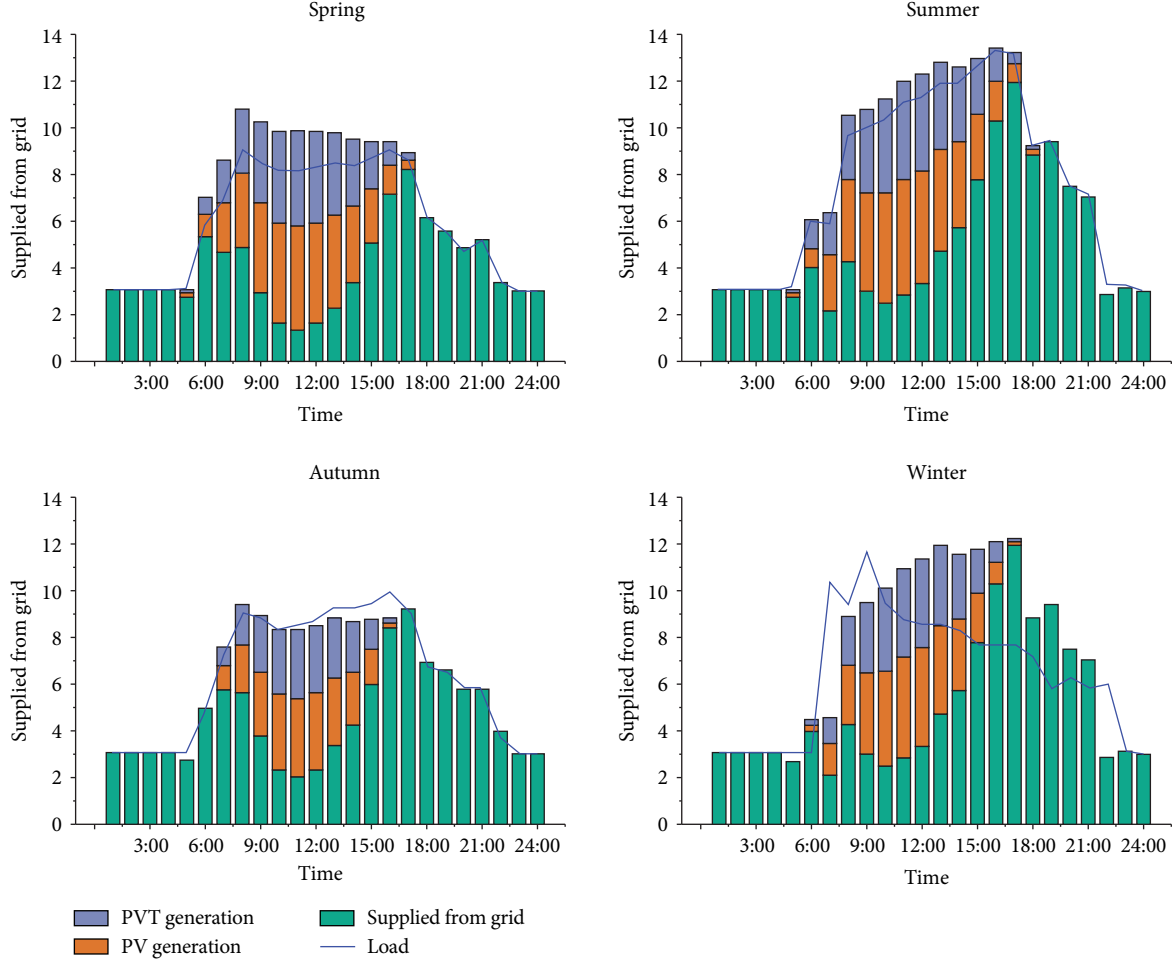 Spring
14
12
10
8
6
4
2
0
Supplied from grid
3:00 6:00 9:00 12:00 15:00 18:00 21:00 24:00
Time
Summer
14
12
10
8
6
4
2
0
Supplied from grid
3:00 6:00 9:00 12:00 15:00 18:00 21:00 24:00
Time
Autumn
14
12
10
8
6
4
2
0
Supplied from grid
3:00 6:00 9:00 12:00 15:00 18:00 21:00 24:00
Time
Winter
14
12
10
8
6
4
2
0
Supplied from grid
3:00 6:00 9:00 12:00 15:00 18:00 21:00 24:00
Time
PVT generation
PV generation
Supplied from grid
Load